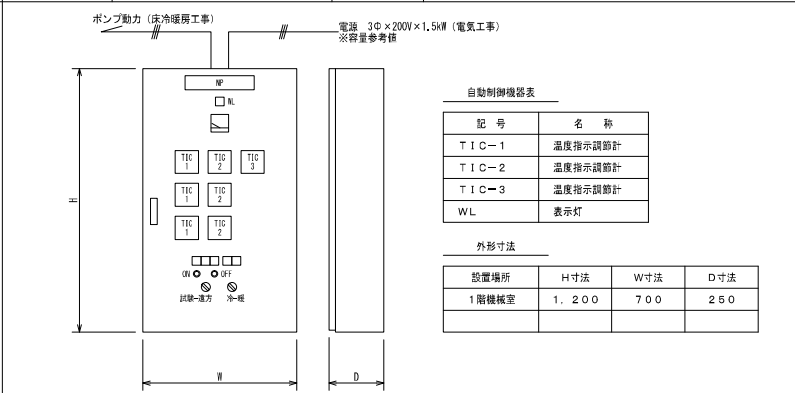 ポンプ動力（床冷暖房工事）
電源 3Φ×200V×1.5kW（電気工事）
※容量参考値
NP
WL
TIC 1
TIC 2
TIC 3
TIC 1
TIC 2
TIC 1
TIC 2
ON OFF
試験-遠方 冷-暖
H
W
D
自動制御機器表
記号 名称
TIC-1 温度指示調節計
TIC-2 温度指示調節計
TIC-3 温度指示調節計
WL 表示灯
外形寸法
設置場所 H寸法 W寸法 D寸法
1階機械室 1,200 700 250